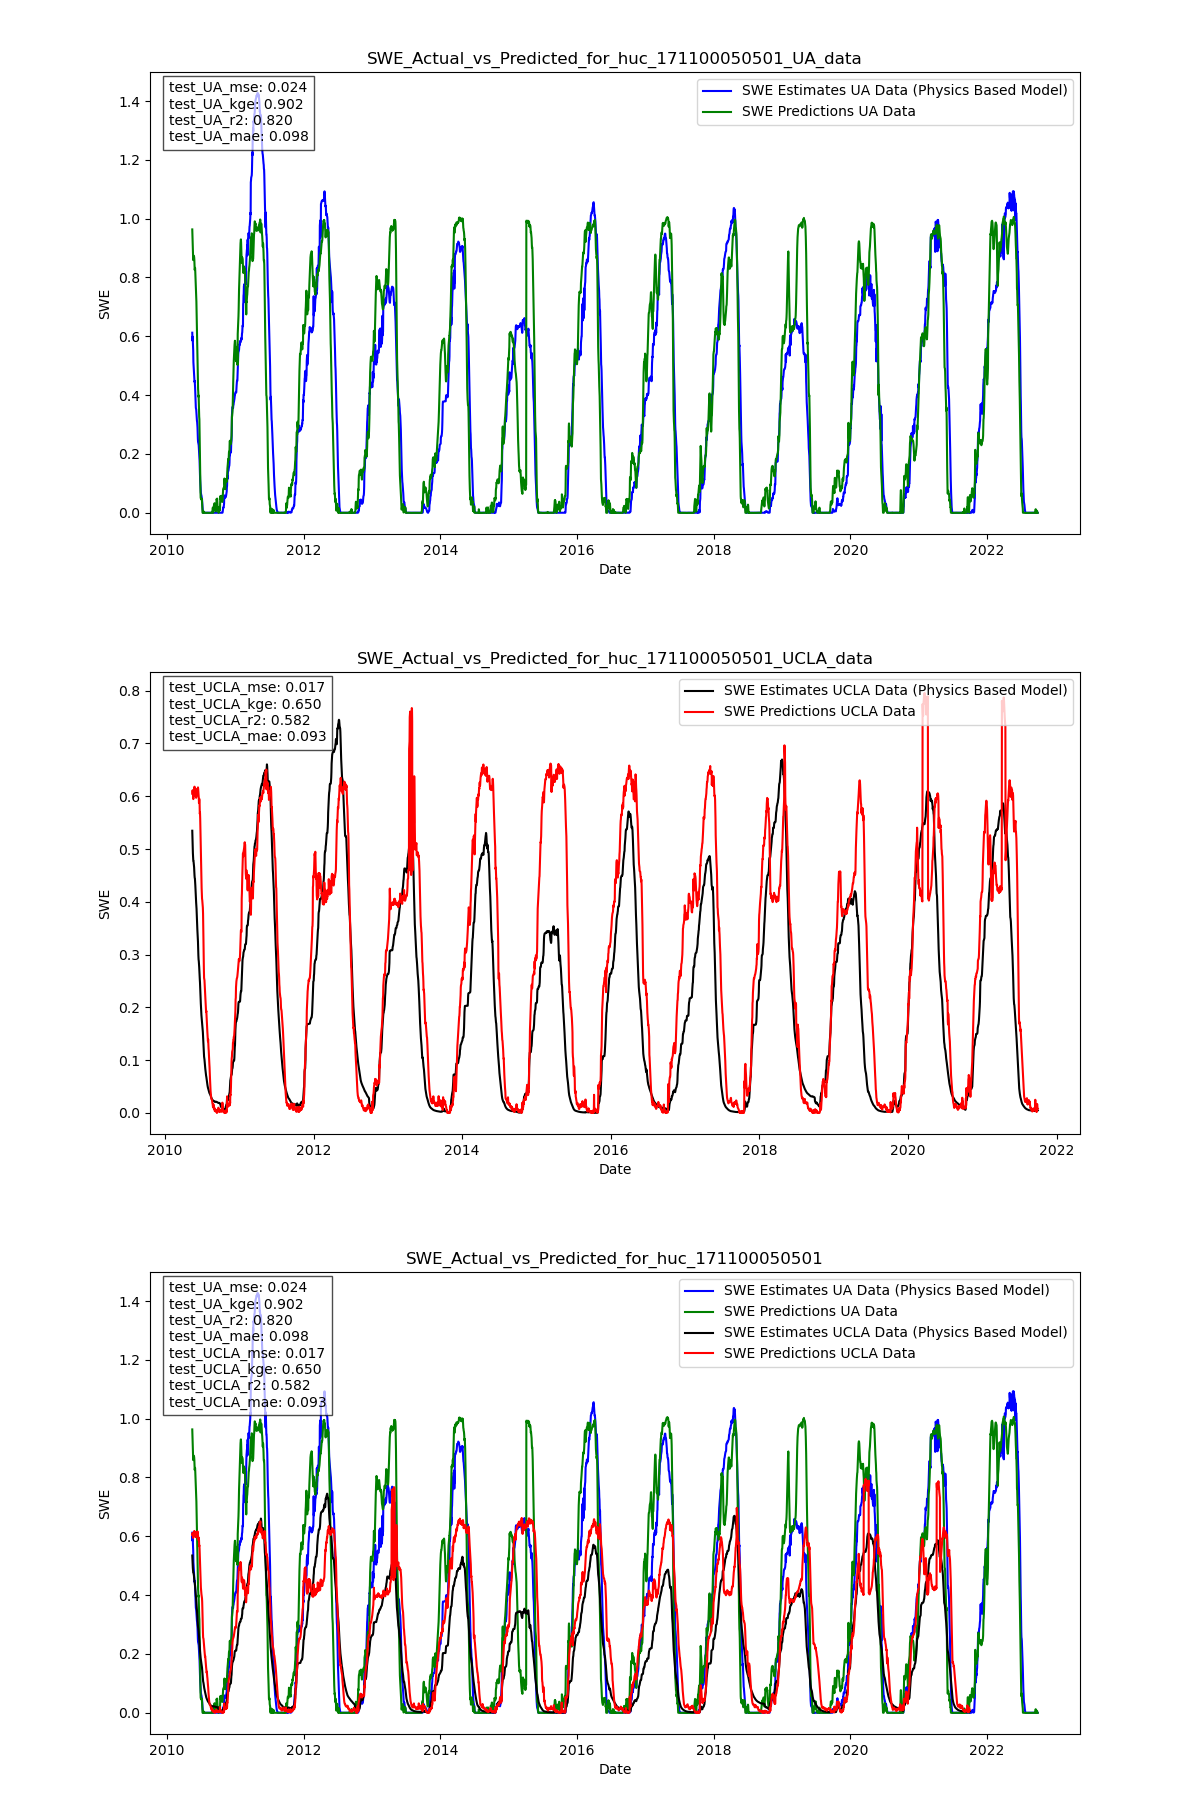 SWE_Actual_vs_Predicted_for_huc_171100050501_UA_data
test_UA_mse: 0.024
test_UA_kge: 0.902
test_UA_r2: 0.820
test_UA_mae: 0.098
SWE Estimates UA Data (Physics Based Model)
SWE Predictions UA Data
1.4
1.2
1.0
0.8
0.6
0.4
0.2
0.0
SWE
2010 2012 2014 2016 2018 2020 2022
Date
SWE_Actual_vs_Predicted_for_huc_171100050501_UCLA_data
test_UCLA_mse: 0.017
test_UCLA_kge: 0.650
test_UCLA_r2: 0.582
test_UCLA_mae: 0.093
SWE Estimates UCLA Data (Physics Based Model)
SWE Predictions UCLA Data
0.8
0.7
0.6
0.5
0.4
0.3
0.2
0.1
0.0
SWE
2010 2012 2014 2016 2018 2020 2022
Date
SWE_Actual_vs_Predicted_for_huc_171100050501
test_UA_mse: 0.024
test_UA_kge: 0.902
test_UA_r2: 0.820
test_UA_mae: 0.098
test_UCLA_mse: 0.017
test_UCLA_kge: 0.650
test_UCLA_r2: 0.582
test_UCLA_mae: 0.093
SWE Estimates UA Data (Physics Based Model)
SWE Predictions UA Data
SWE Estimates UCLA Data (Physics Based Model)
SWE Predictions UCLA Data
1.4
1.2
1.0
0.8
0.6
0.4
0.2
0.0
SWE
2010 2012 2014 2016 2018 2020 2022
Date